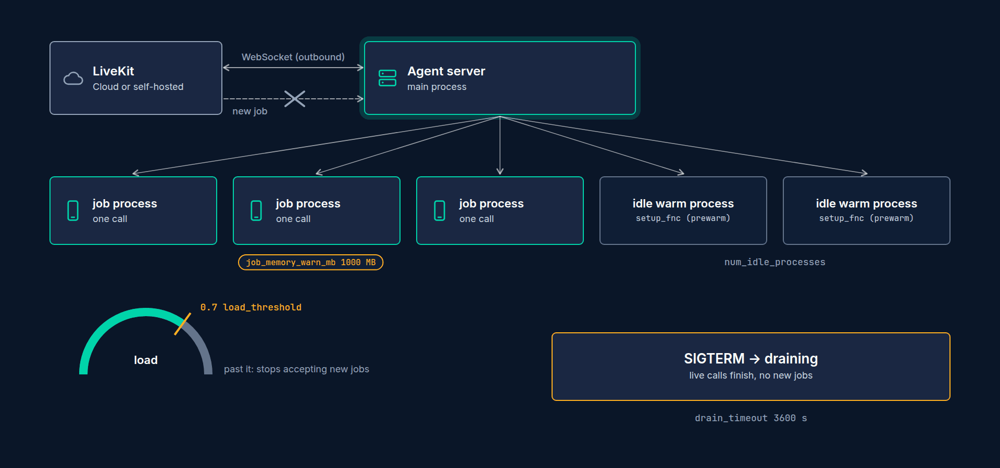 LiveKit
Cloud or self-hosted
WebSocket (outbound)
new job
Agent server
main process
job process
one call
job process
one call
job process
one call
idle warm process
setup_fnc (prewarm)
idle warm process
setup_fnc (prewarm)
job_memory_warn_mb 1000 MB
num_idle_processes
0.7 load_threshold
load
past it: stops accepting new jobs
SIGTERM → draining
live calls finish, no new jobs
drain_timeout 3600 s